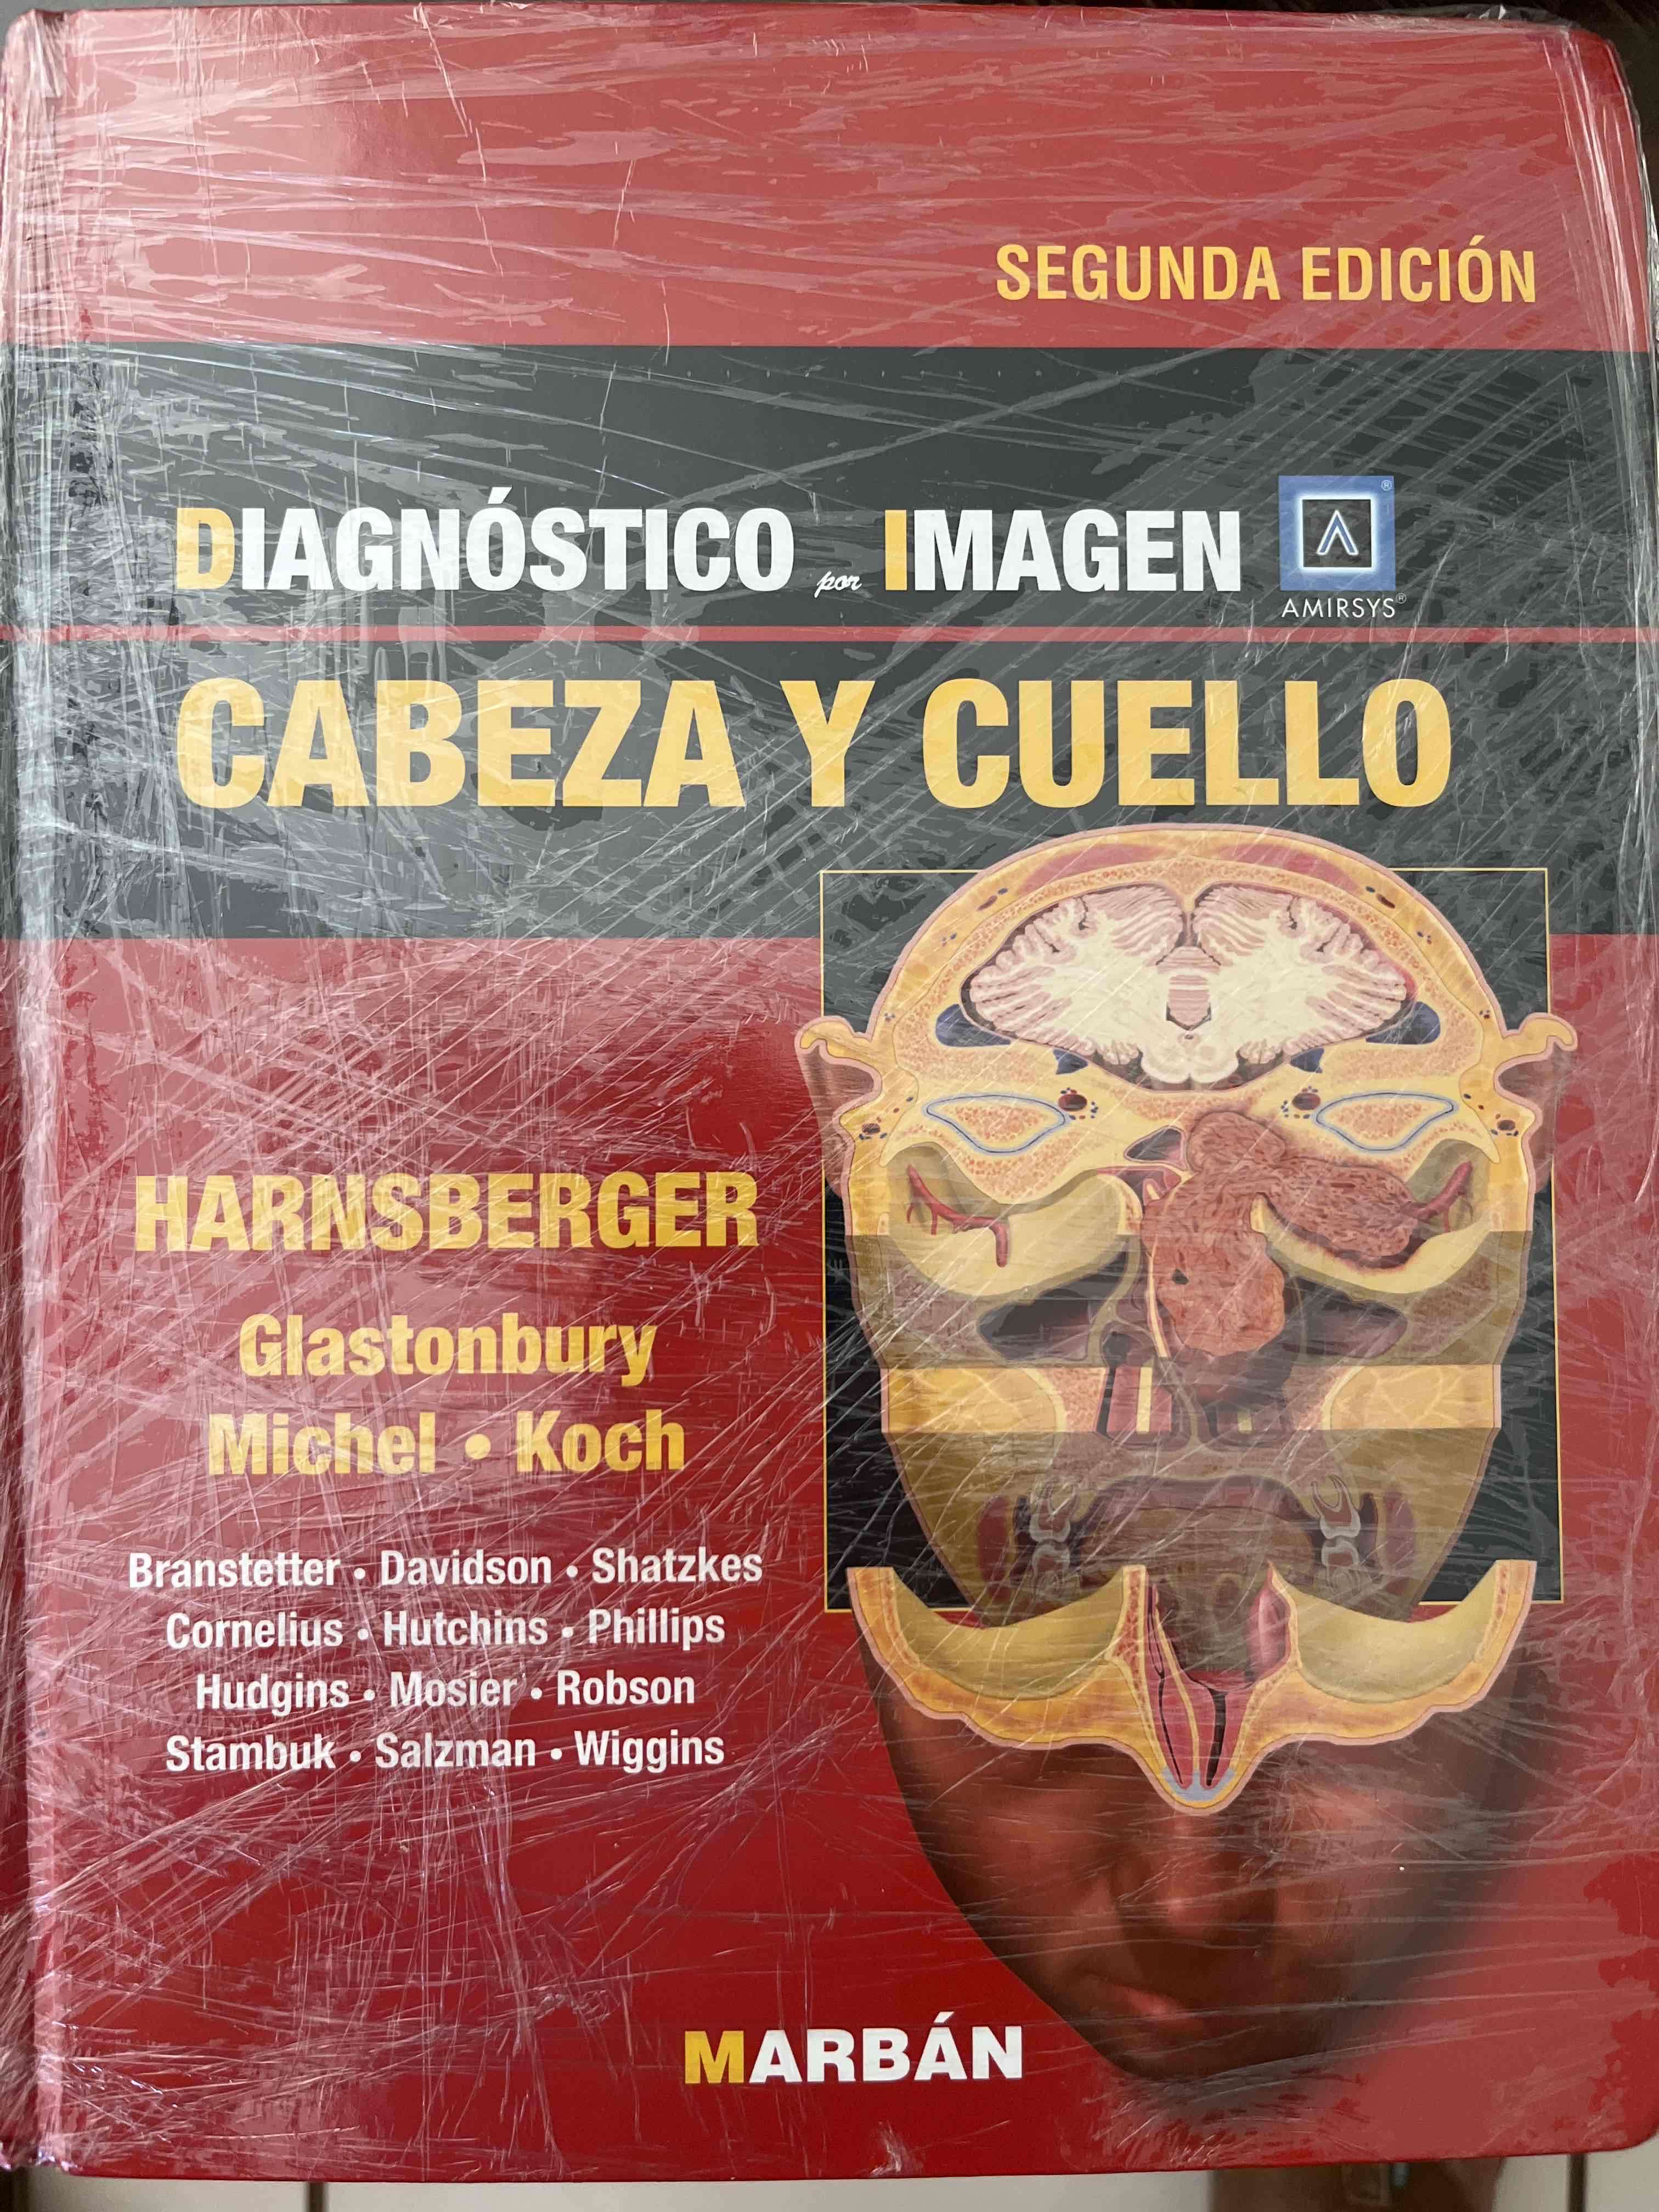 SEGUNDA EDICIÓN
DIAGNÓSTICO por IMAGEN
AMIRSYS®
CABEZA Y CUELLO
HARNSBERGER
Glastonbury
Michel • Koch
Branstetter • Davidson • Shatzkes
Cornelius • Hutchins • Phillips
Hudgins • Mosier • Robson
Stambuk • Salzman • Wiggins
MARBÁN